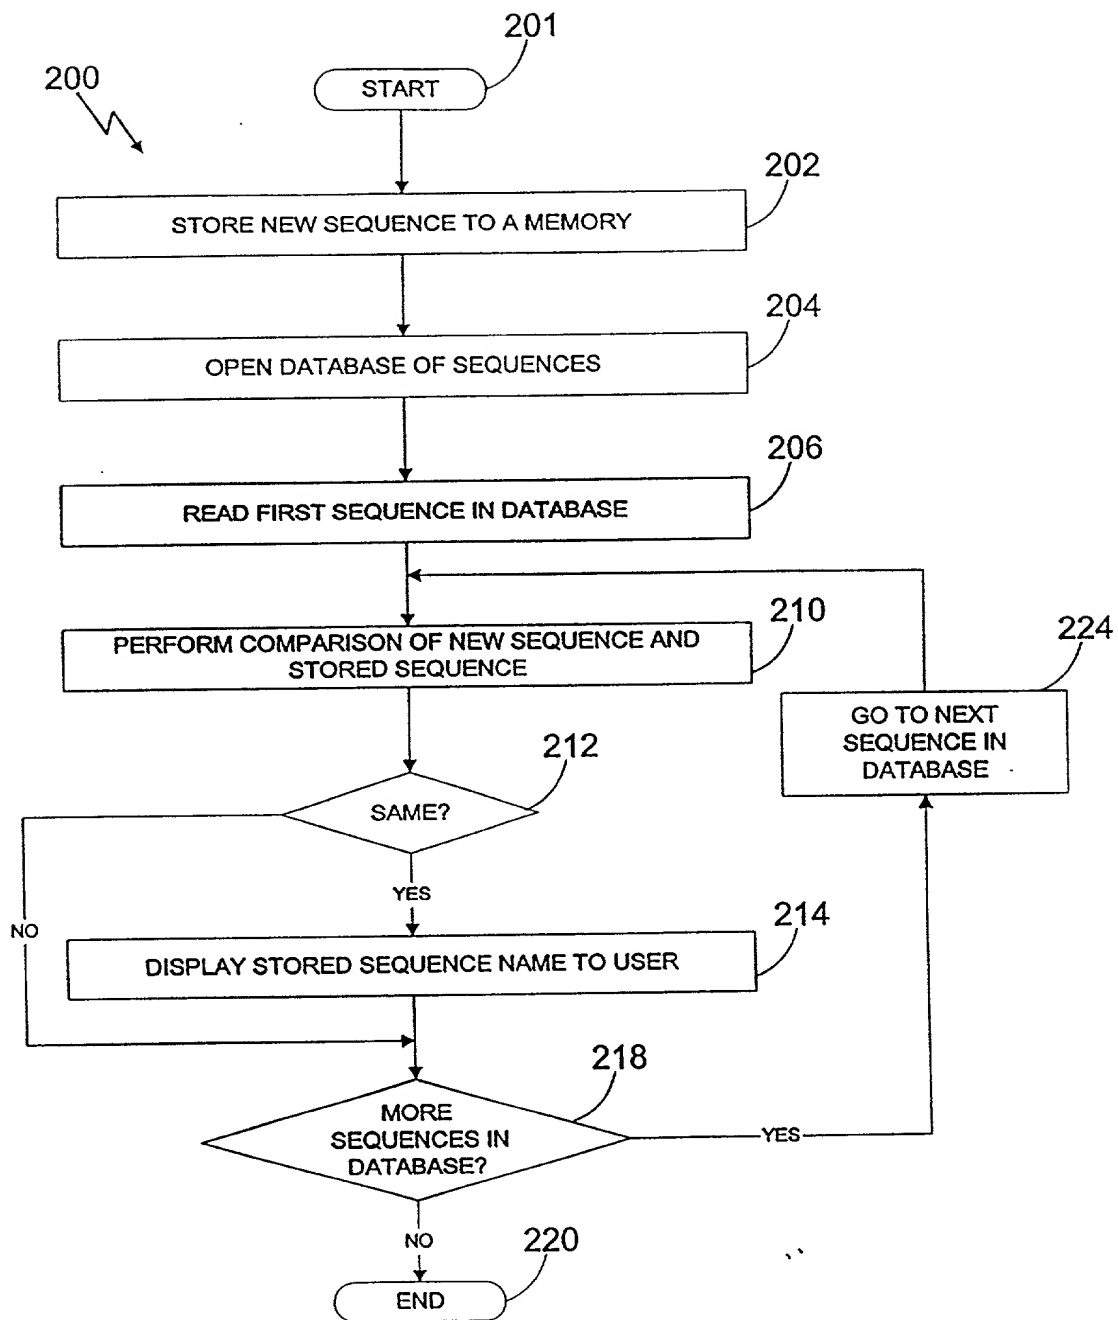 201
200
START
202
STORE NEW SEQUENCE TO A MEMORY
204
OPEN DATABASE OF SEQUENCES
206
READ FIRST SEQUENCE IN DATABASE
210
PERFORM COMPARISON OF NEW SEQUENCE AND
STORED SEQUENCE
224
GO TO NEXT
SEQUENCE IN
DATABASE
212
SAME?
YES
NO
214
DISPLAY STORED SEQUENCE NAME TO USER
218
MORE
SEQUENCES IN
DATABASE?
YES
NO
220
END